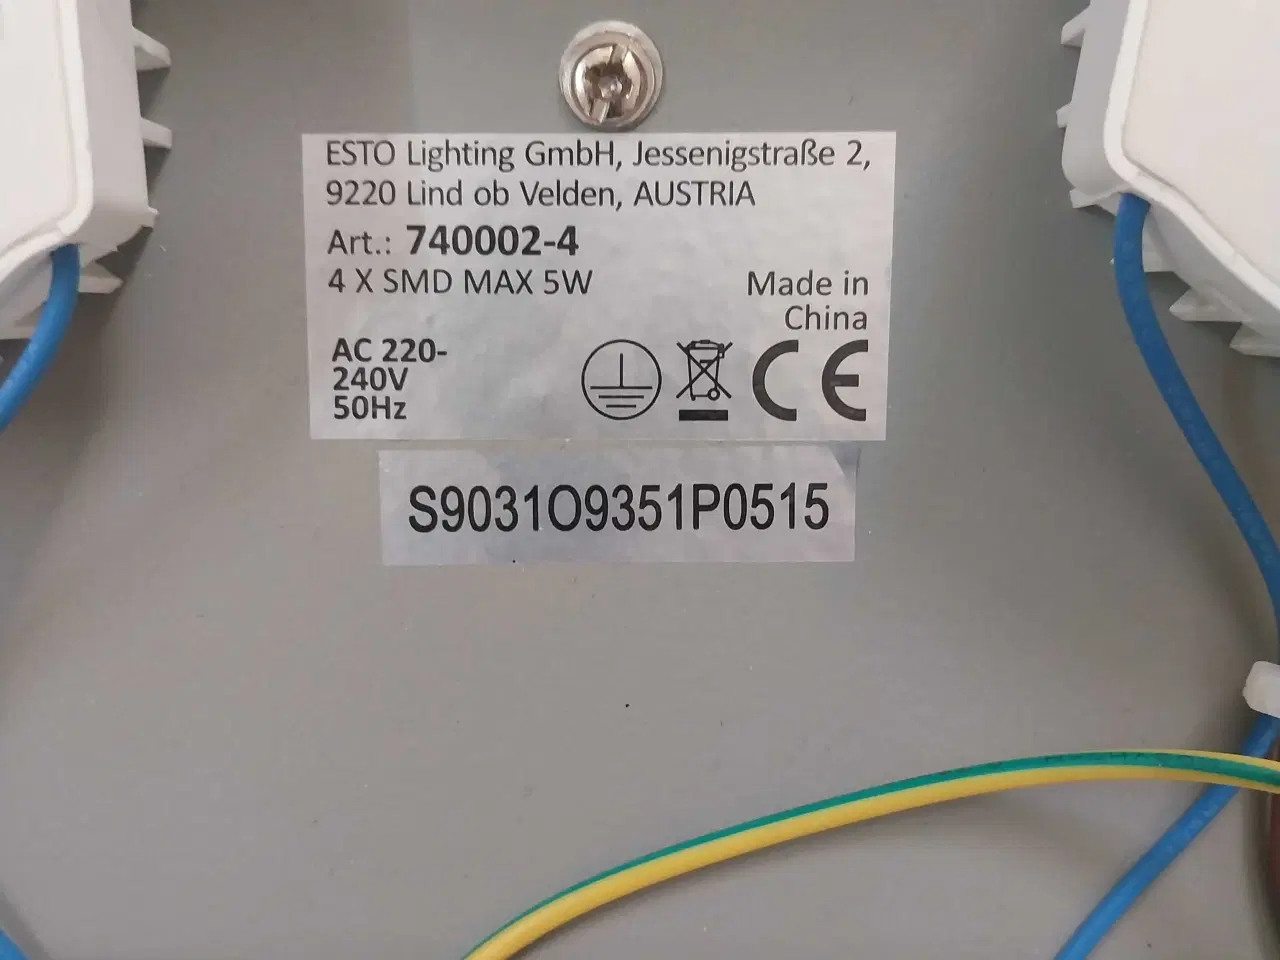 ESTO Lighting GmbH, Jessenigstraße 2,
9220 Lind ob Velden, AUSTRIA
Art.: 740002-4
4 X SMD MAX 5W
Made in
China
AC 220-
240V
50Hz
CE
S9031O9351P0515